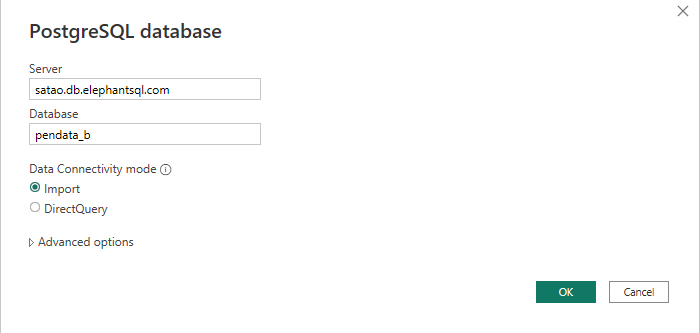 PostgreSQL database
Server
satao.db.elephantsql.com
Database
pendata_b
Data Connectivity mode
Import
DirectQuery
Advanced options
OK
Cancel